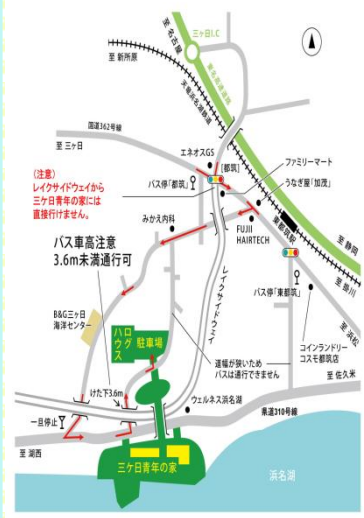 三ケ日I.C
至 名古屋
至 新所原
東名高速道路
天竜浜名湖鉄道
国道362号線
エネオスGS
至 三ケ日
「都筑」
ファミリーマート
(注意)
レイクサイドウェイから
三ケ日青年の家には
直接行けません。
バス停「都筑」
うなぎ屋「加茂」
東都筑駅
至 静岡
至 掛川
みかえ内科
FUJII
HAIRTECH
バス車高注意
3.6m未満通行可
レイクサイドウェイ
バス停「東都筑」
至 浜松
B&G三ケ日
海洋センター
ハログウス
駐車場
コインランドリー
コスモ都筑店
道幅が狭いため
バスは通行できません
至 佐久米
けた下3.6m
ウェルネス浜名湖
県道310号線
一旦停止
至 湖西
三ケ日青年の家
浜名湖